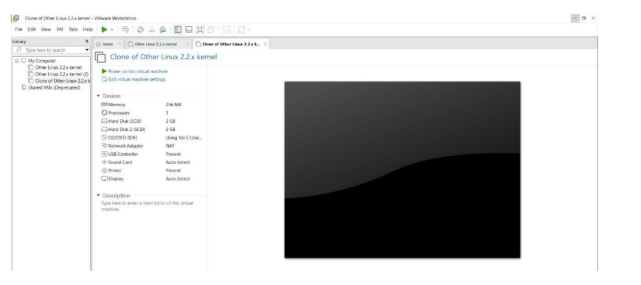 Clone of Other Linux 2.2.x kernel - VMware Workstation
File Edit View VM Tabs Help
Library
Type here to search
My Computer
Other Linux 2.2.x kernel
Other Linux 2.2.x kernel (2)
Clone of Other Linux 2.2.x k
Shared VMs (Deprecated)
Home
Other Linux 2.2.x kernel
Clone of Other Linux 2.2.x k...
Clone of Other Linux 2.2.x kernel
Power on this virtual machine
Edit virtual machine settings
Devices
Memory 256 MB
Processors 1
Hard Disk (SCSI) 2 GB
Hard Disk 2 (SCSI) 2 GB
CD/DVD (IDE) Using file C:\Use...
Network Adapter NAT
USB Controller Present
Sound Card Auto detect
Printer Present
Display Auto detect
Description
Type here to enter a description of this virtual
machine.